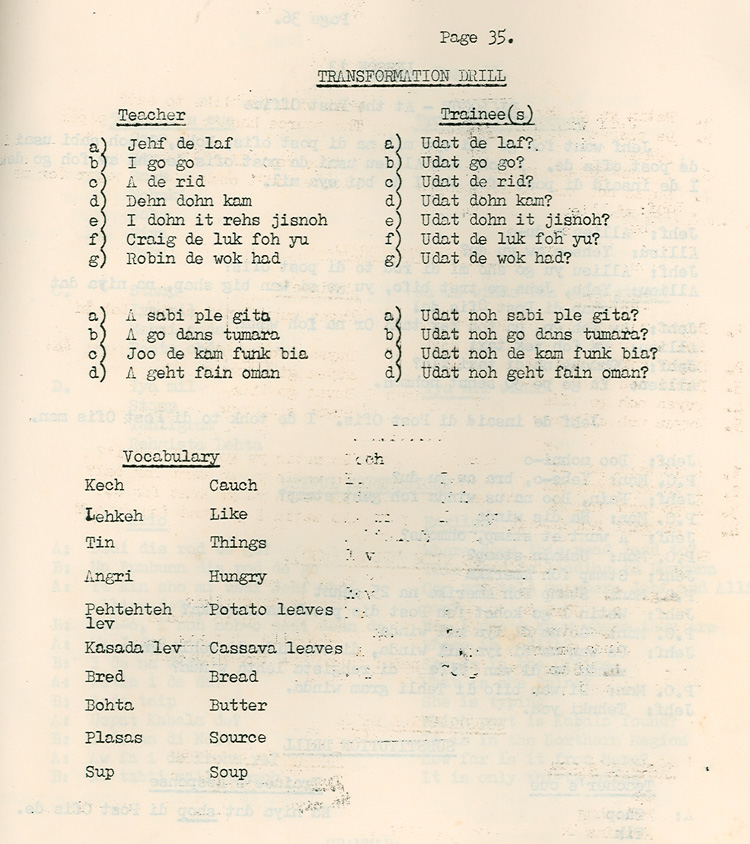 Page 35.
TRANSFORMATION DRILL
Teacher Trainee(s)
a) Jehf de laf a) Udat de laf?
b) I go go b) Udat go go?
c) A de rid c) Udat de rid?
d) Dehn dohn kam d) Udat dohn kam?
e) I dohn it rehs jisnoh e) Udat dohn it jisnoh?
f) Craig de luk foh yu f) Udat de luk foh yu?
g) Robin de wok had g) Udat de wok had?
a) A sabi ple gita a) Udat noh sabi ple gita?
b) A go dans tumara b) Udat noh go dans tumara?
c) Joo de kam funk bia c) Udat noh de kam funk bia?
d) A geht fain oman d) Udat noh geht fain oman?
Vocabulary
Kech Cauch
Lehkeh Like
Tin Things
Angri Hungry
Pehtehteh Potato leaves
lev
Kasada lev Cassava leaves
Bred Bread
Bohta Butter
Plasas Source
Sup Soup